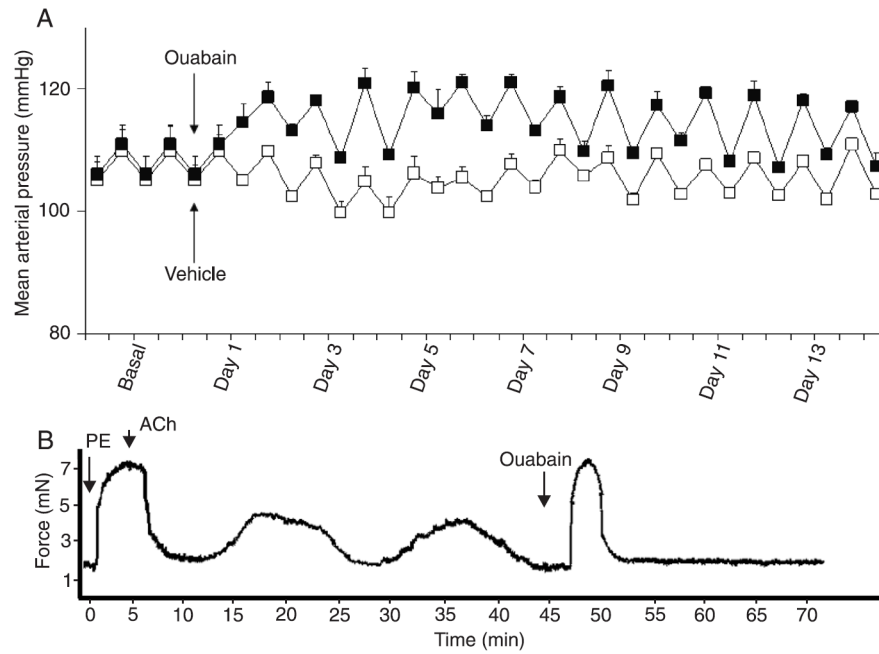 A
Mean arterial pressure (mmHg)
120
100
80
Ouabain
Vehicle
Basal
Day 1
Day 3
Day 5
Day 7
Day 9
Day 11
Day 13
B
PE
ACh
Ouabain
Force (mN)
7
5
3
1
0 5 10 15 20 25 30 35 40 45 50 55 60 65 70
Time (min)